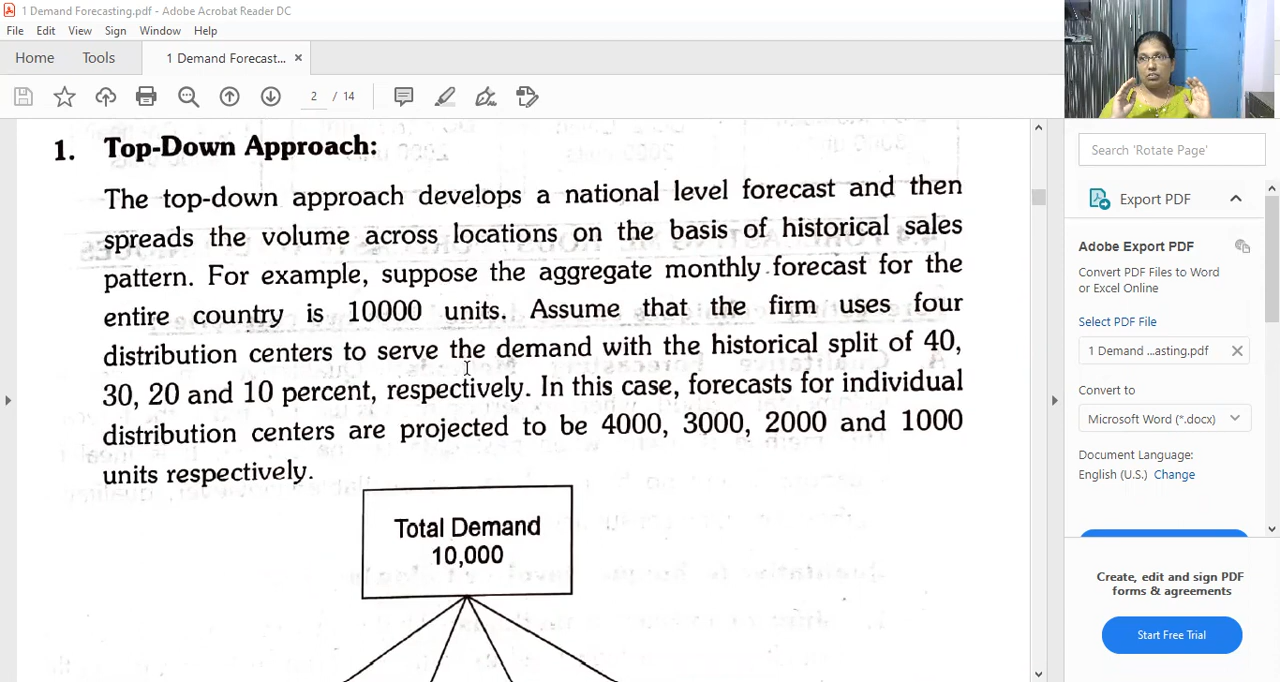 1 Demand Forecasting.pdf - Adobe Acrobat Reader DC
File Edit View Sign Window Help
Home Tools 1 Demand Forecast... ×
2 / 14
Search 'Rotate Page'
1. Top-Down Approach:
The top-down approach develops a national level forecast and then
spreads the volume across locations on the basis of historical sales
pattern. For example, suppose the aggregate monthly forecast for the
entire country is 10000 units. Assume that the firm uses four
distribution centers to serve the demand with the historical split of 40,
30, 20 and 10 percent, respectively. In this case, forecasts for individual
distribution centers are projected to be 4000, 3000, 2000 and 1000
units respectively.
Total Demand
10,000
Export PDF
Adobe Export PDF
Convert PDF Files to Word
or Excel Online
Select PDF File
1 Demand ...asting.pdf
Convert to
Microsoft Word (*.docx)
Document Language:
English (U.S.) Change
Create, edit and sign PDF
forms & agreements
Start Free Trial